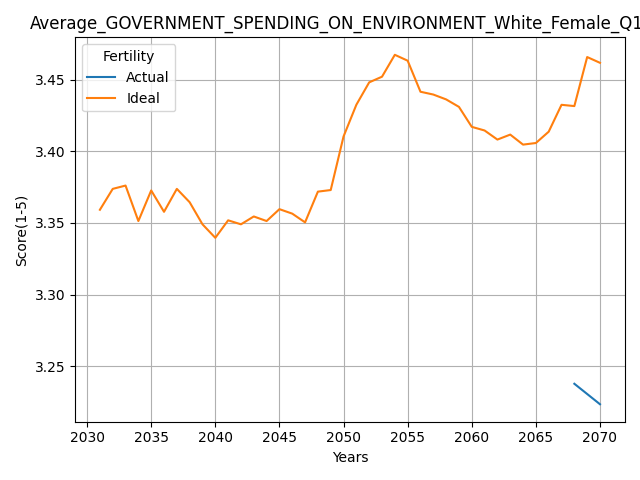 Average_GOVERNMENT_SPENDING_ON_ENVIRONMENT_White_Female_Q1
Fertility
Actual
Ideal
3.45
3.40
3.35
3.30
3.25
Score(1-5)
2030 2035 2040 2045 2050 2055 2060 2065 2070
Years